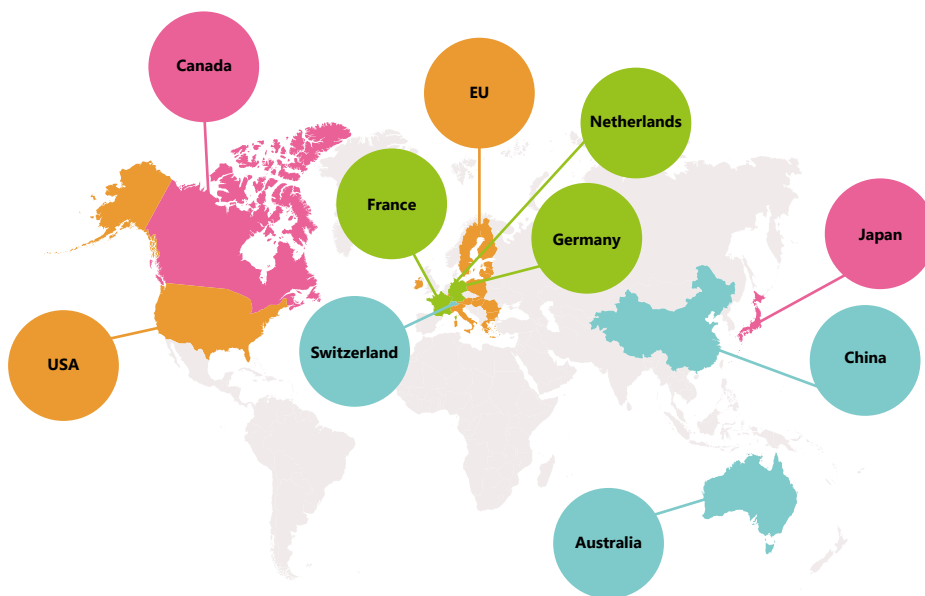 Canada
EU
Netherlands
France
Germany
Japan
Switzerland
China
USA
Australia